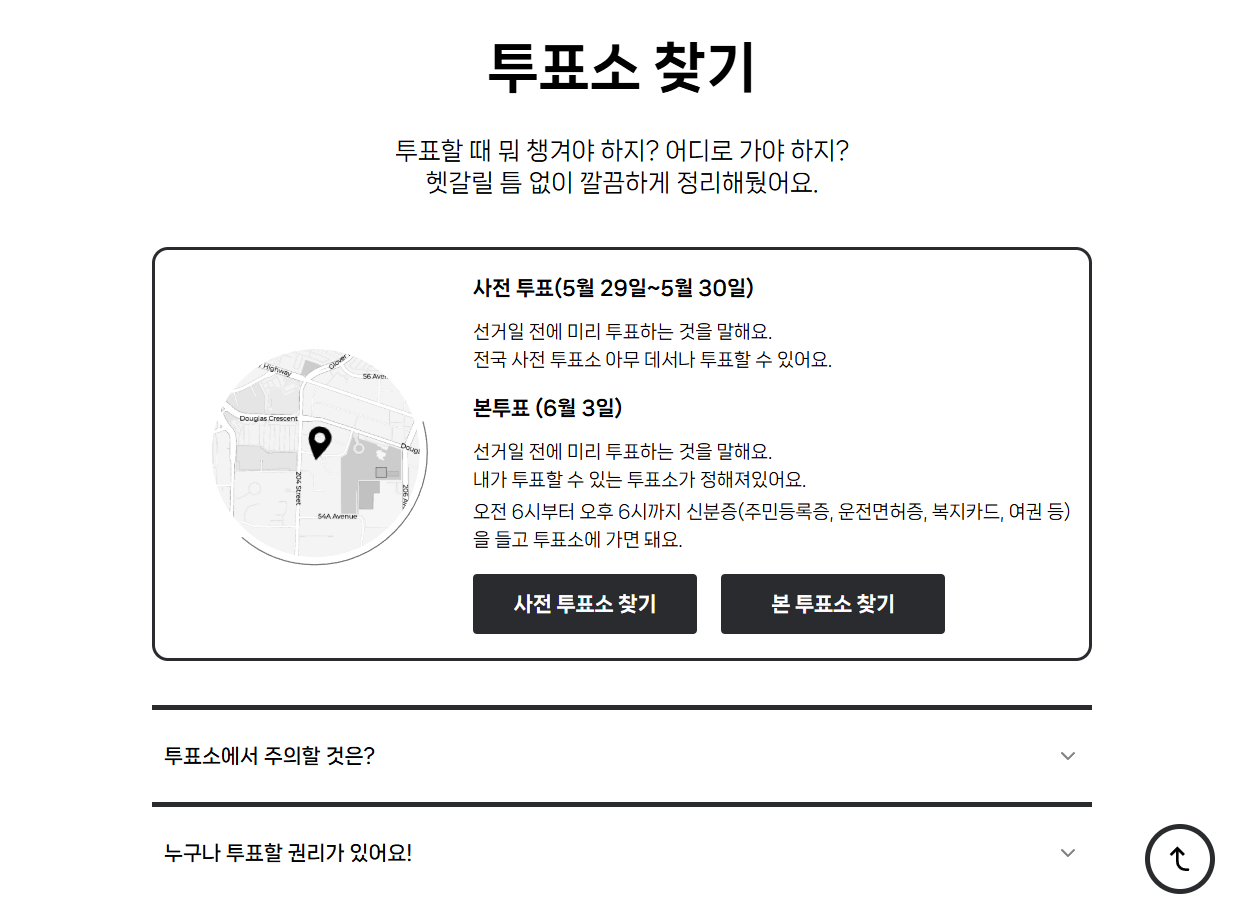 투표소 찾기
투표할 때 뭐 챙겨야 하지? 어디로 가야 하지?
헷갈릴 틈 없이 깔끔하게 정리해뒀어요.
사전 투표(5월 29일~5월 30일)
선거일 전에 미리 투표하는 것을 말해요.
전국 사전 투표소 아무 데서나 투표할 수 있어요.
본투표 (6월 3일)
선거일 전에 미리 투표하는 것을 말해요.
내가 투표할 수 있는 투표소가 정해져있어요.
오전 6시부터 오후 6시까지 신분증(주민등록증, 운전면허증, 복지카드, 여권 등)
을 들고 투표소에 가면 돼요.
사전 투표소 찾기
본 투표소 찾기
Highway
Glover
56 Aven
Douglas Crescent
Dougl
204 Street
206
54A Avenue
투표소에서 주의할 것은?
누구나 투표할 권리가 있어요!